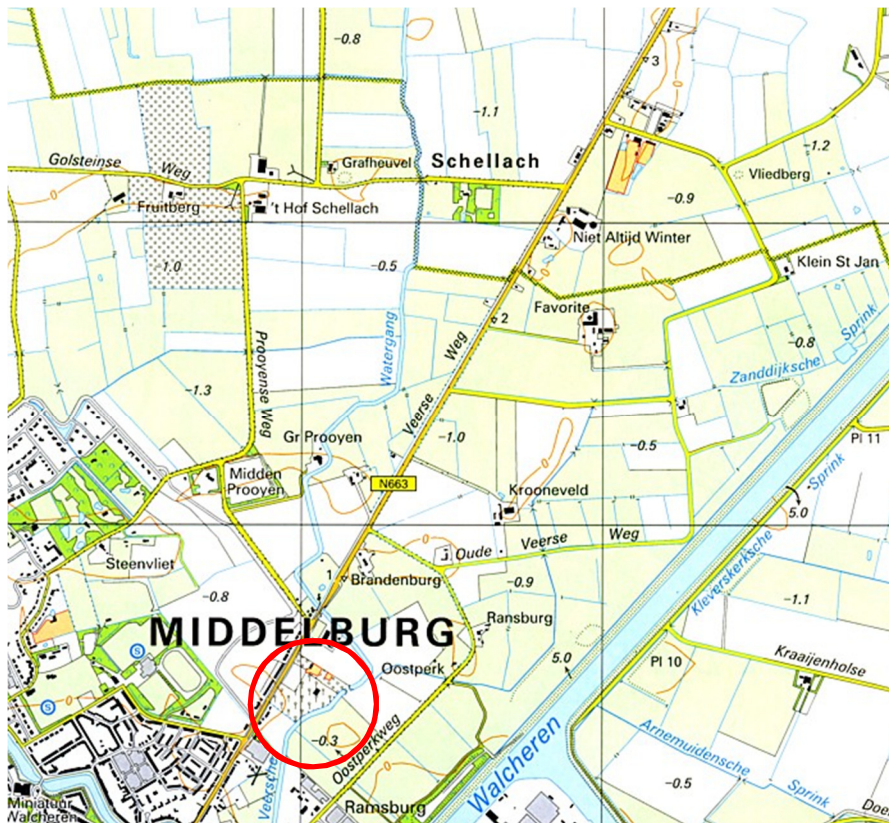 -0.8
3
-1.1
Golsteinse Weg
Grafheuvel
Schellach
-1.2
Vliedberg
Fruitberg
't Hof Schellach
-0.9
Niet Altijd Winter
-1.0
-0.5
Klein St Jan
Favorite
2
Prooyense Weg
Watergang
Veerse Weg
-0.8
Zanddijksche Sprink
-1.3
Gr Prooyen
-1.0
-0.5
Pl 11
Midden
Prooyen
N663
Krooneveld
Sprink
5.0
Oude Veerse Weg
Steenvliet
1
Brandenburg
-0.9
Kleverskerksche
-0.8
-1.1
MIDDELBURG
Ransburg
S
Oostperk
5.0
Pl 10
Kraaijenholse
S
-0.3
Oostperkweg
Arnemuidensche Sprink
-0.5
Walcheren
Veersche
Miniatuur
Walcheren
Ramsburg